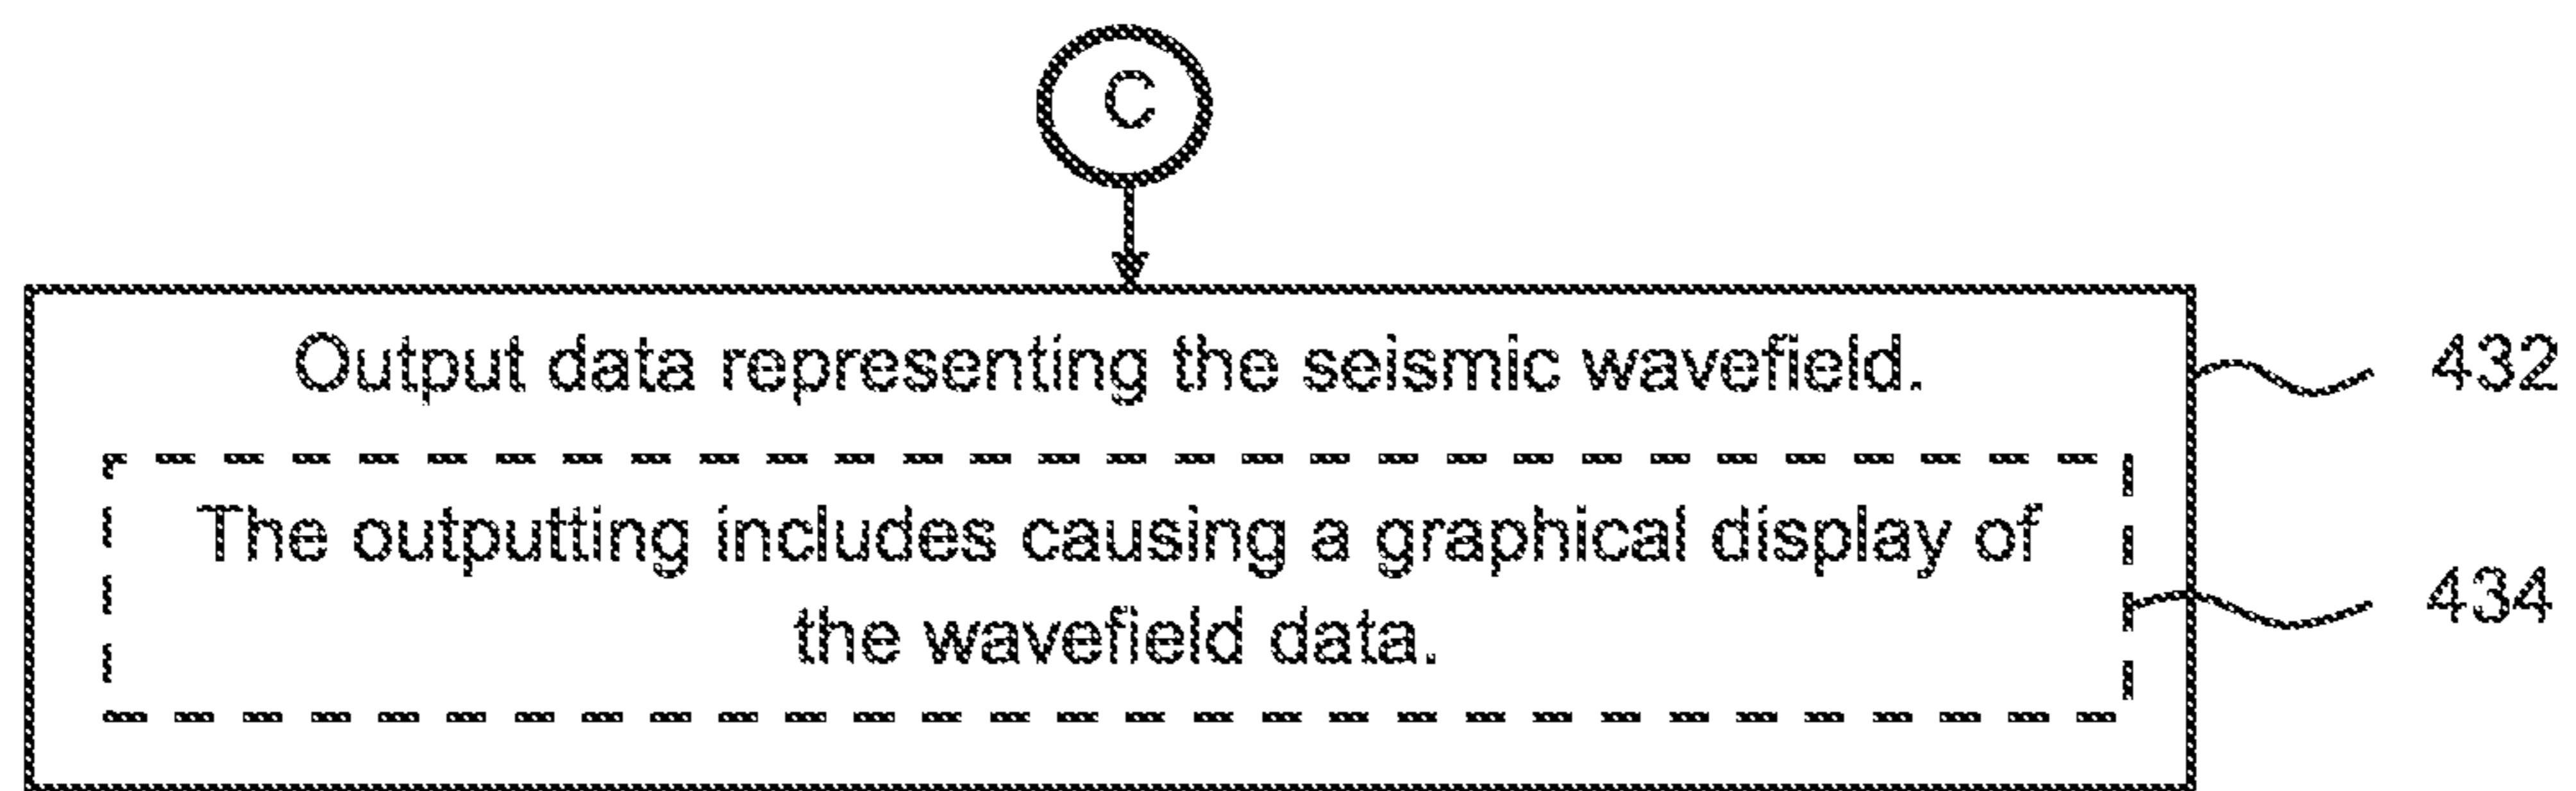 C
Output data representing the seismic wavefield.
432
The outputting includes causing a graphical display of
the wavefield data.
434